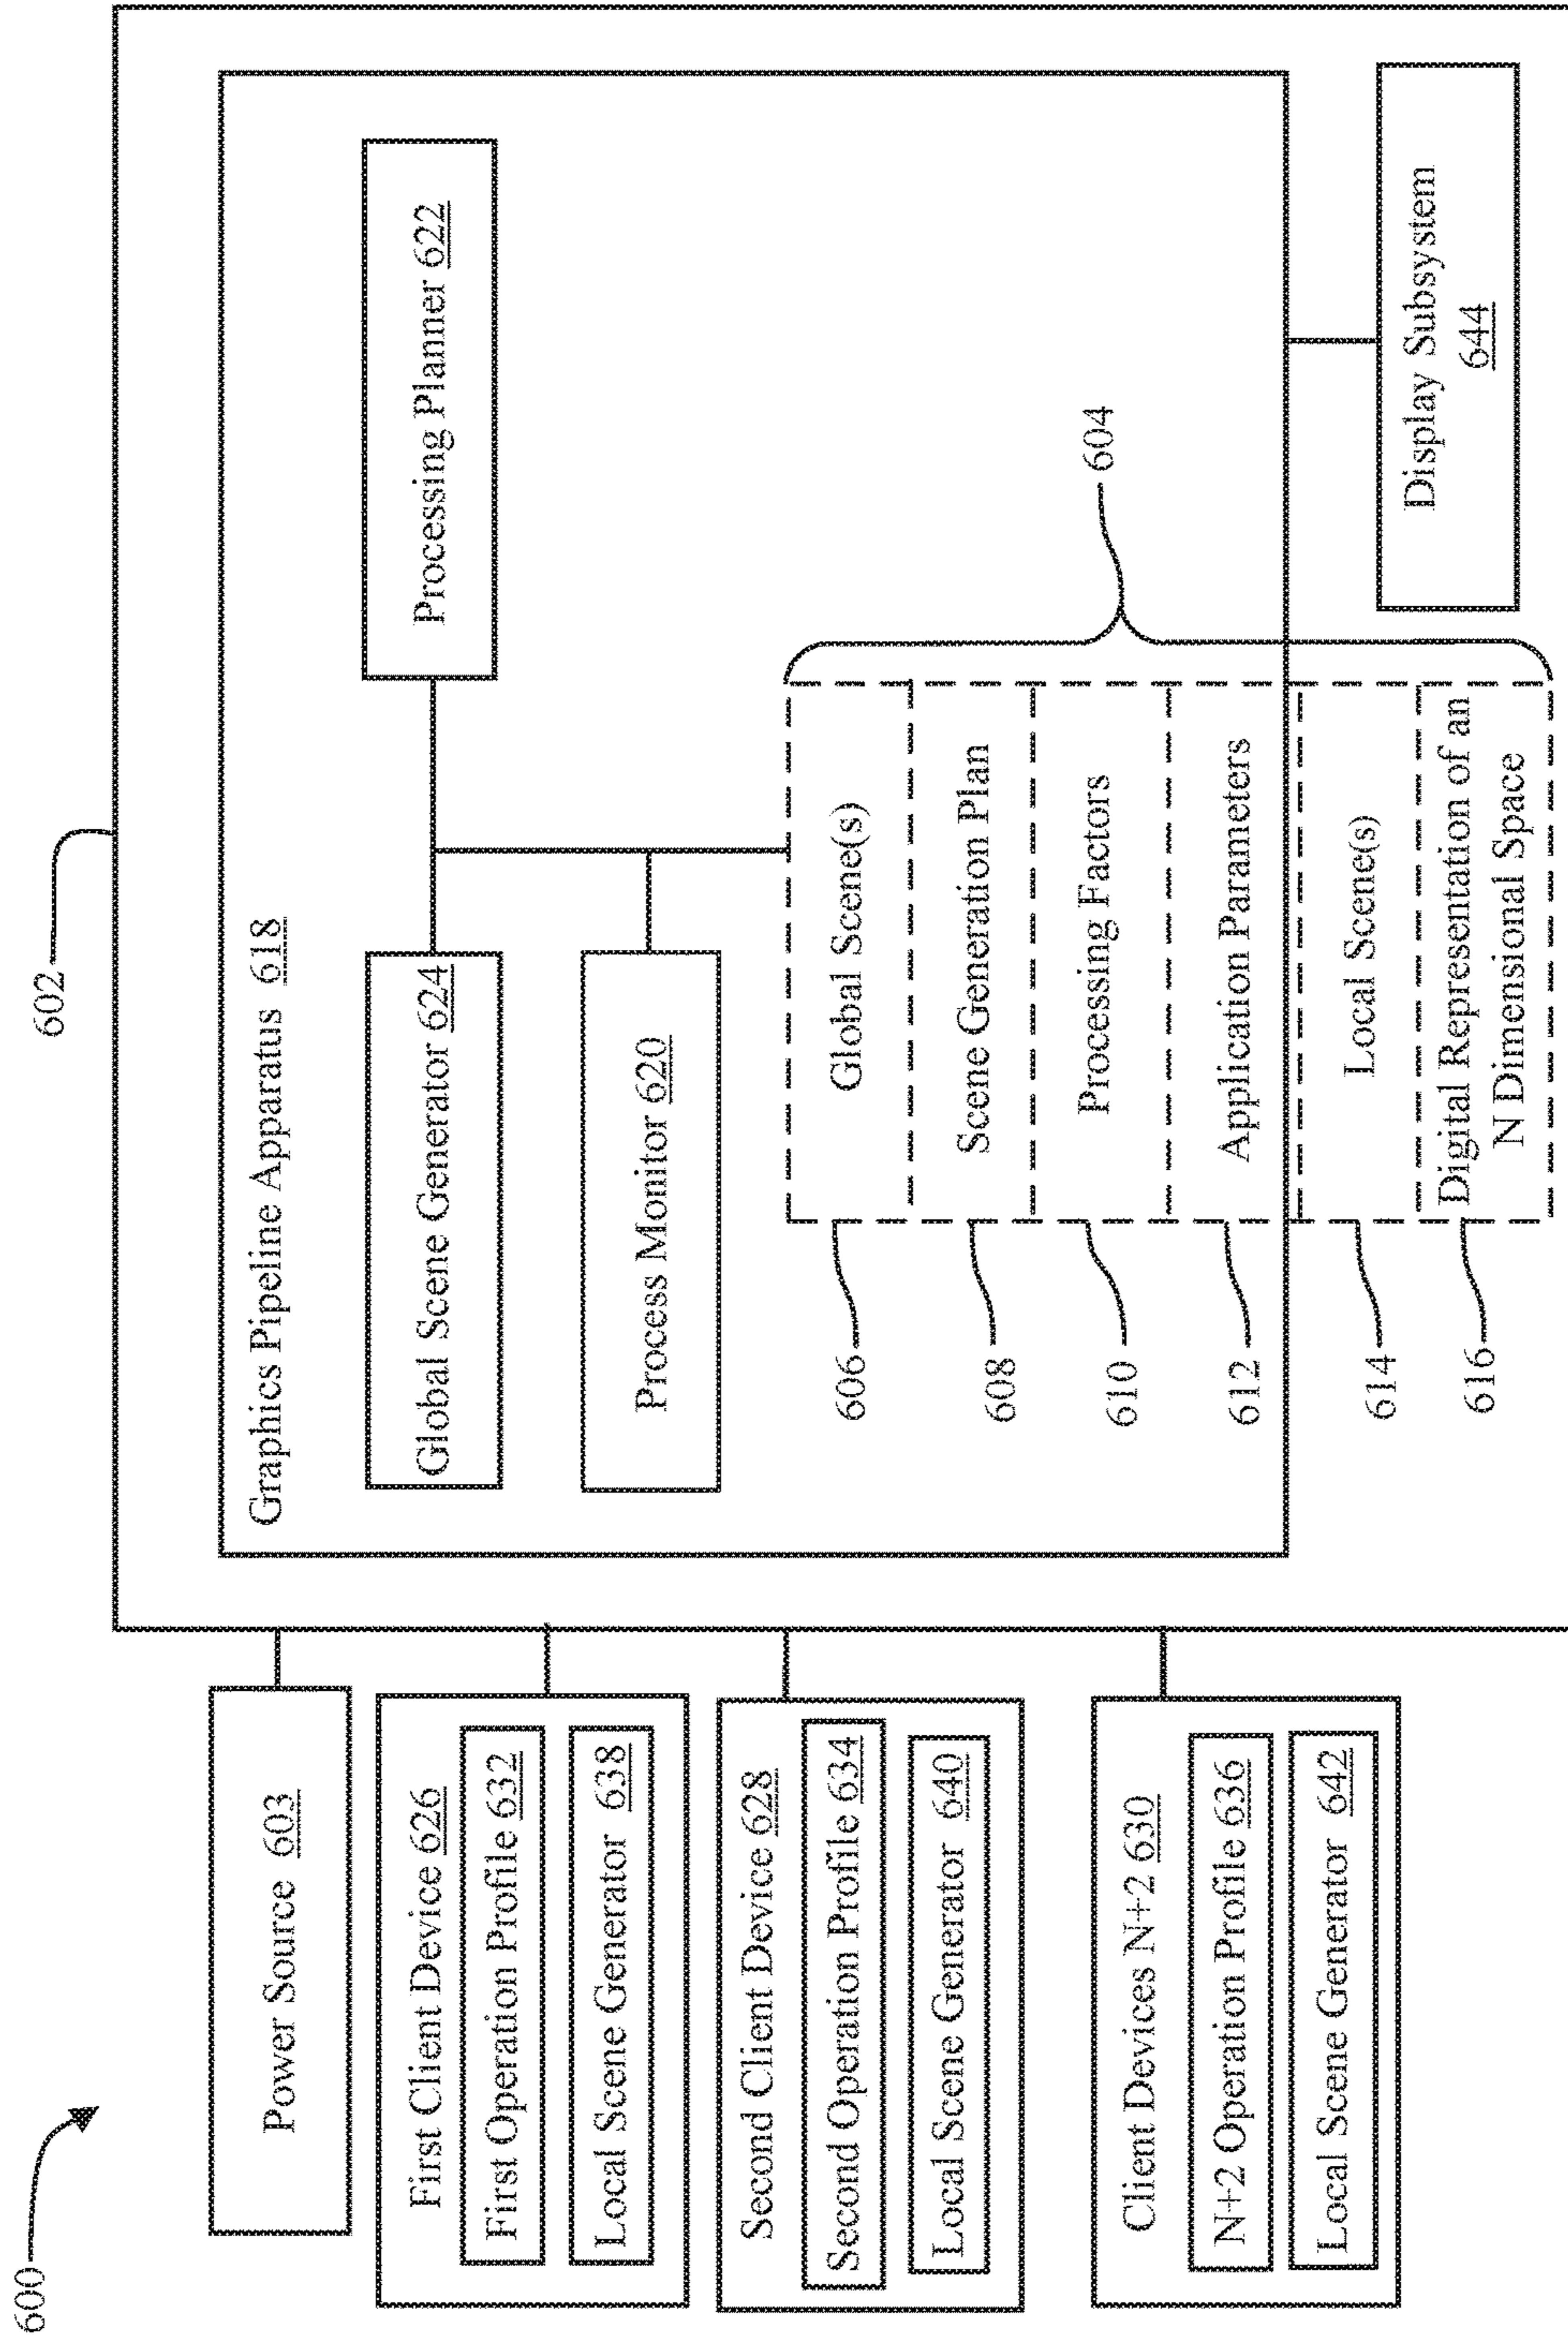 600
602
Power Source 603
First Client Device 626
First Operation Profile 632
Local Scene Generator 638
Second Client Device 628
Second Operation Profile 634
Local Scene Generator 640
Client Devices N+2 630
N+2 Operation Profile 636
Local Scene Generator 642
Graphics Pipeline Apparatus 618
Global Scene Generator 624
Processing Planner 622
Process Monitor 620
604
606
Global Scene(s)
608
Scene Generation Plan
610
Processing Factors
612
Application Parameters
614
Local Scene(s)
616
Digital Representation of an
N Dimensional Space
Display Subsystem
644